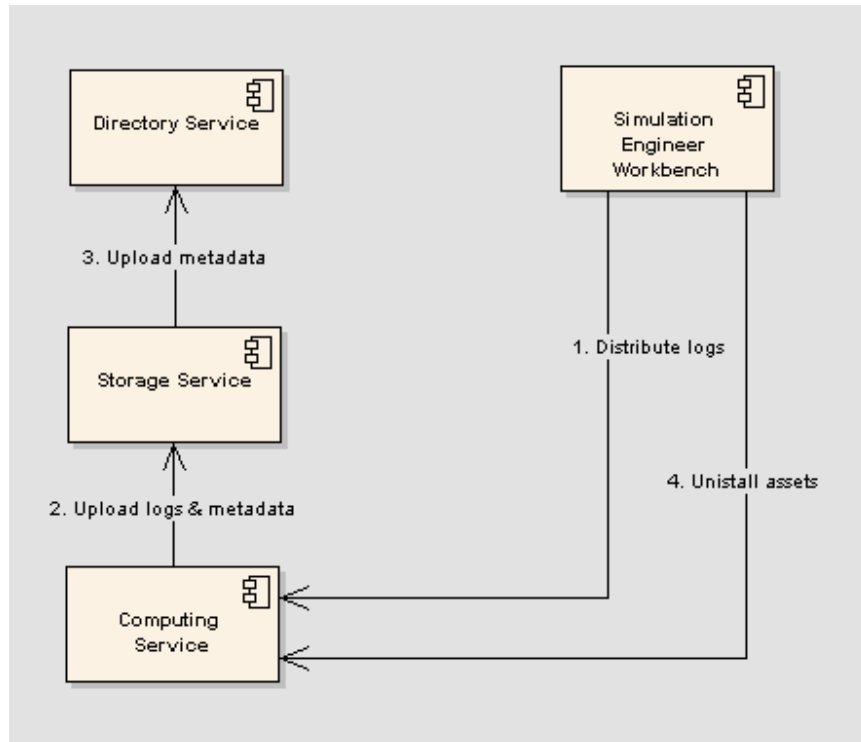 Directory Service
Simulation
Engineer
Workbench
3. Upload metadata
1. Distribute logs
Storage Service
4. Unistall assets
2. Upload logs & metadata
Computing
Service